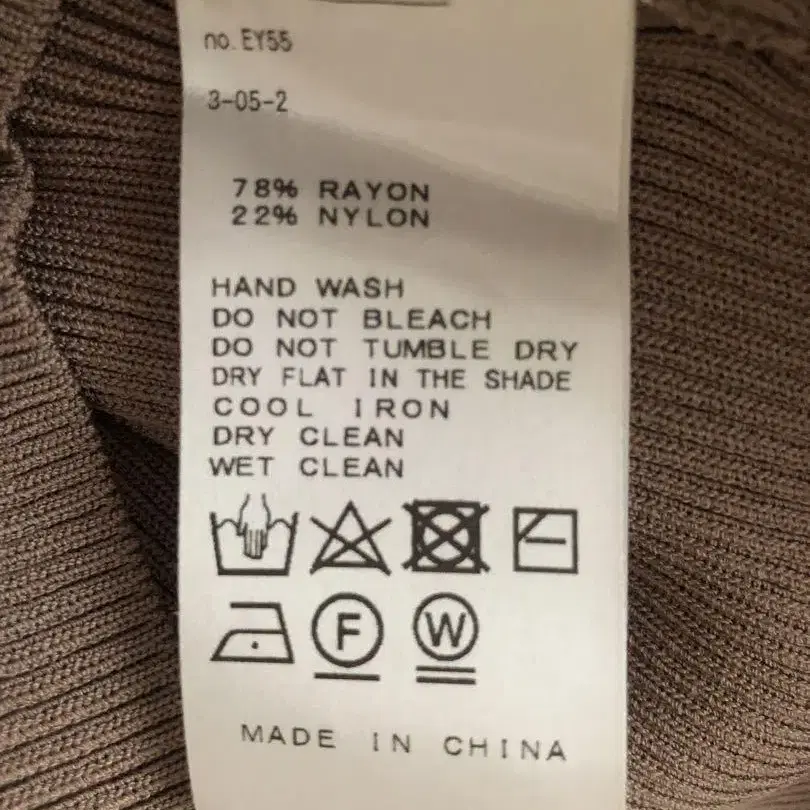 no. EY55
3-05-2
78% RAYON
22% NYLON
HAND WASH
DO NOT BLEACH
DO NOT TUMBLE DRY
DRY FLAT IN THE SHADE
COOL IRON
DRY CLEAN
WET CLEAN
F W
MADE IN CHINA